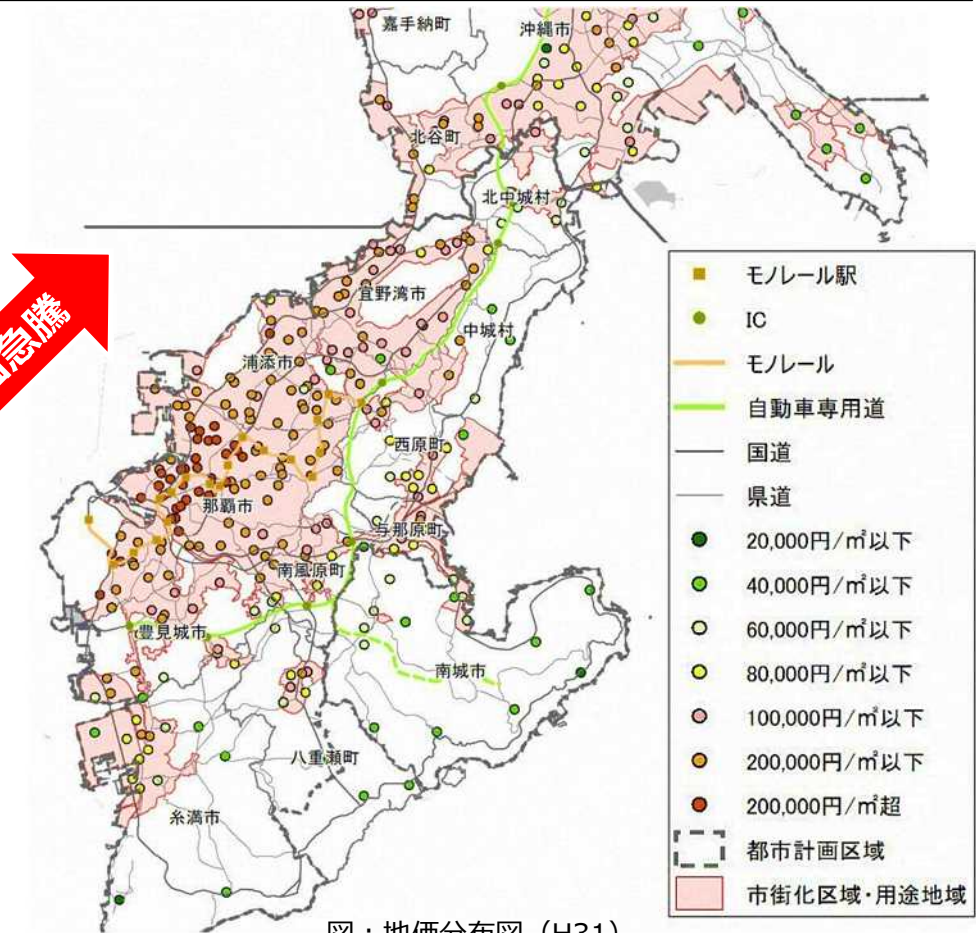 嘉手納町
沖縄市
北谷町
北中城村
急騰
宜野湾市
中城村
浦添市
西原町
那覇市
与那原町
南風原町
豊見城市
南城市
八重瀬町
糸満市
モノレール駅
IC
モノレール
自動車専用道
国道
県道
20,000円/㎡以下
40,000円/㎡以下
60,000円/㎡以下
80,000円/㎡以下
100,000円/㎡以下
200,000円/㎡以下
200,000円/㎡超
都市計画区域
市街化区域・用途地域
図：地価分布図（H31）